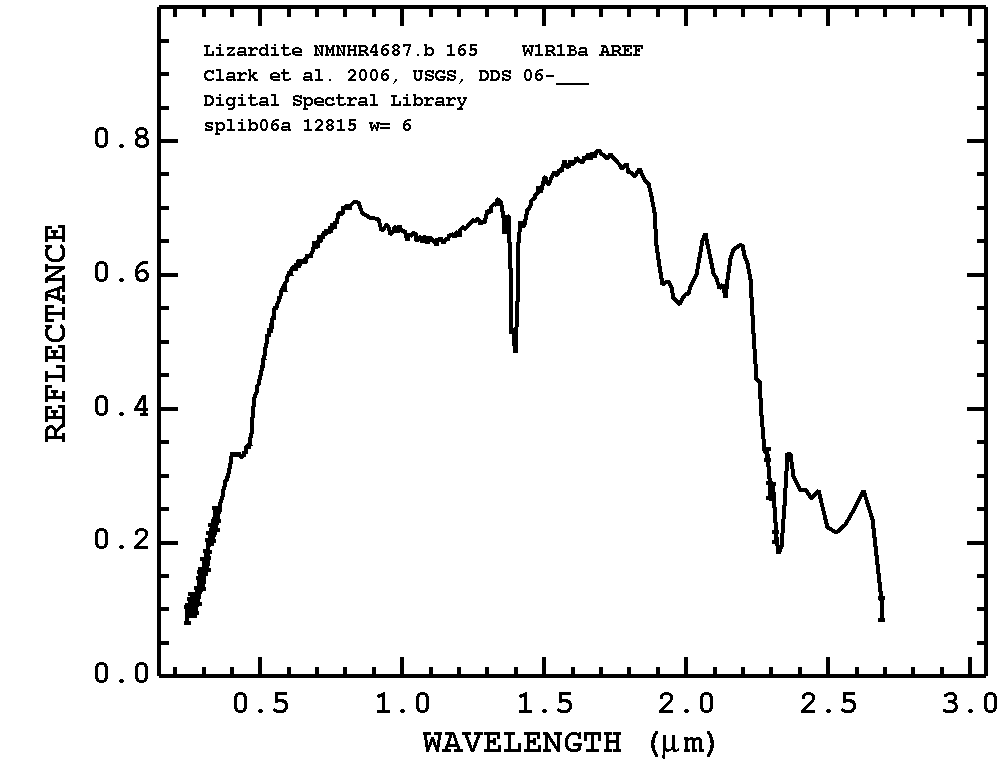 Lizardite NMNHR4687.b 165 W1R1Ba AREF
Clark et al. 2006, USGS, DDS 06-___
Digital Spectral Library
splib06a 12815 w= 6
REFLECTANCE
0.8
0.6
0.4
0.2
0.0
0.5 1.0 1.5 2.0 2.5 3.0
WAVELENGTH (μm)